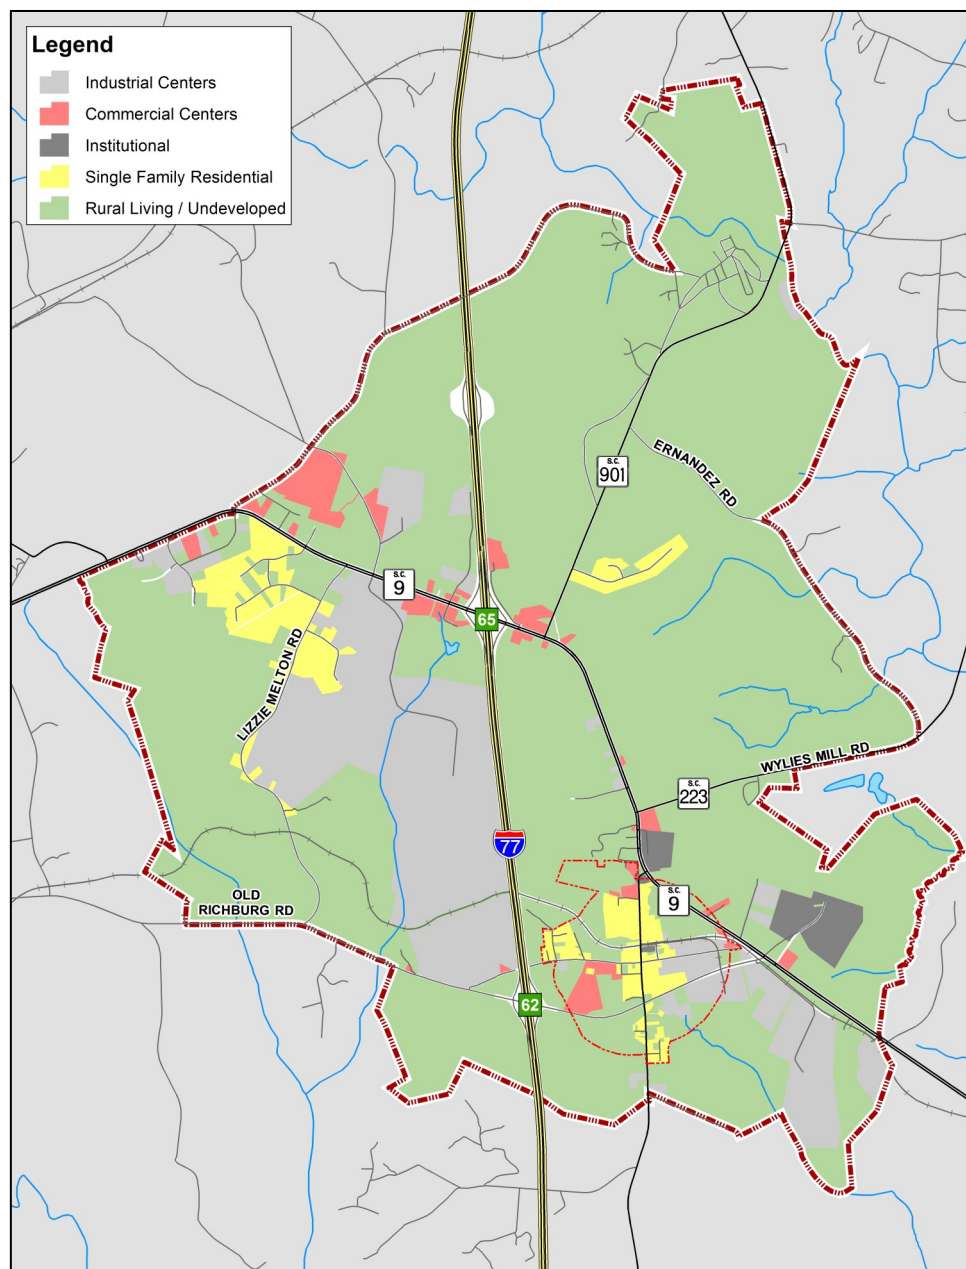 Legend
Industrial Centers
Commercial Centers
Institutional
Single Family Residential
Rural Living / Undeveloped
S.C.
901
ERNANDEZ RD
S.C.
9
65
LIZZIE MELTON RD
WYLIES MILL RD
S.C.
223
77
OLD
RICHBURG RD
S.C.
9
62